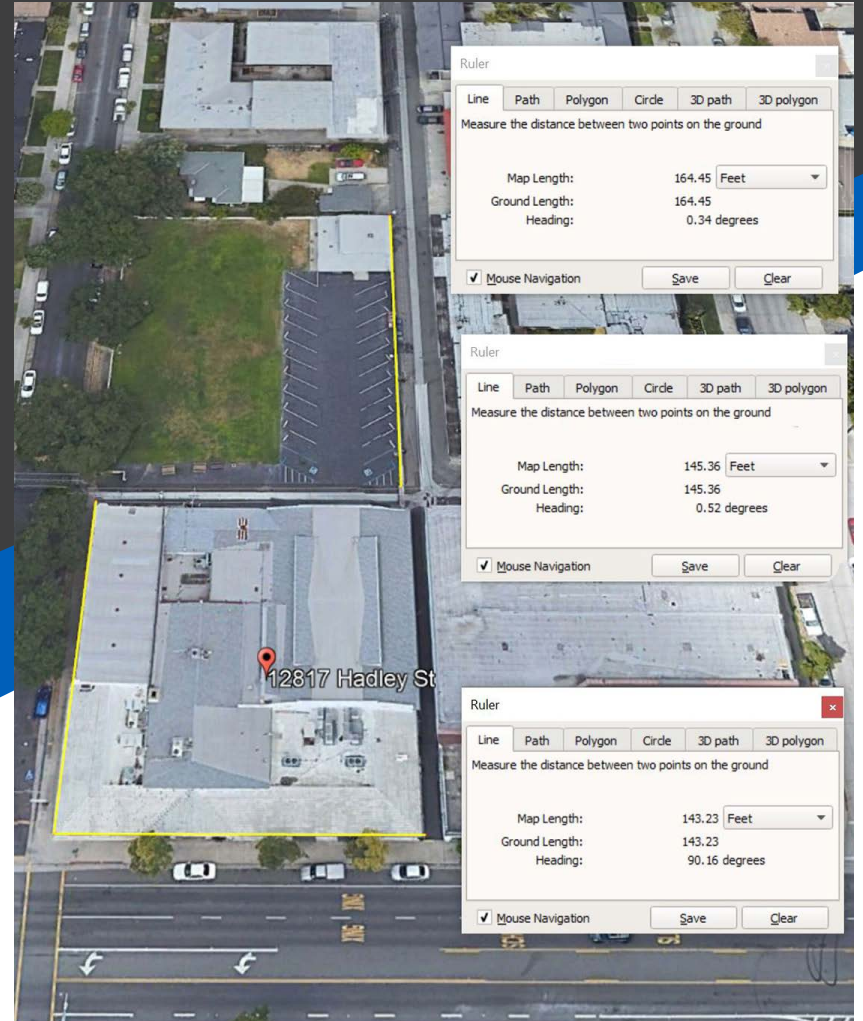 Ruler
Line Path Polygon Circle 3D path 3D polygon
Measure the distance between two points on the ground
Map Length: 164.45 Feet
Ground Length: 164.45
Heading: 0.34 degrees
Mouse Navigation Save Clear
Ruler
Line Path Polygon Circle 3D path 3D polygon
Measure the distance between two points on the ground
Map Length: 145.36 Feet
Ground Length: 145.36
Heading: 0.52 degrees
Mouse Navigation Save Clear
12817 Hadley St
Ruler
Line Path Polygon Circle 3D path 3D polygon
Measure the distance between two points on the ground
Map Length: 143.23 Feet
Ground Length: 143.23
Heading: 90.16 degrees
Mouse Navigation Save Clear
XNG
XNG